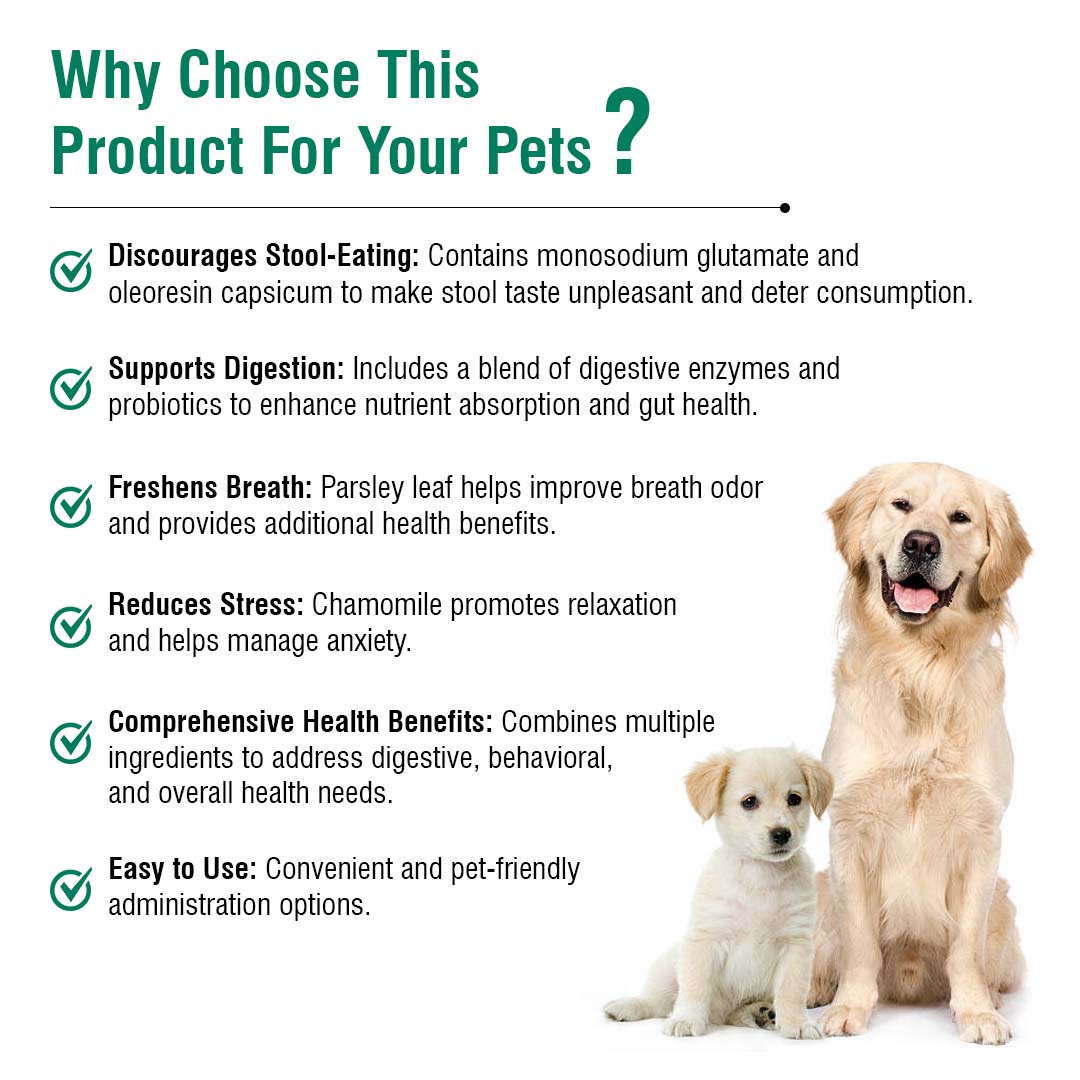 Why Choose This
Product For Your Pets ?
Discourages Stool-Eating: Contains monosodium glutamate and
oleoresin capsicum to make stool taste unpleasant and deter consumption.
Supports Digestion: Includes a blend of digestive enzymes and
probiotics to enhance nutrient absorption and gut health.
Freshens Breath: Parsley leaf helps improve breath odor
and provides additional health benefits.
Reduces Stress: Chamomile promotes relaxation
and helps manage anxiety.
Comprehensive Health Benefits: Combines multiple
ingredients to address digestive, behavioral,
and overall health needs.
Easy to Use: Convenient and pet-friendly
administration options.